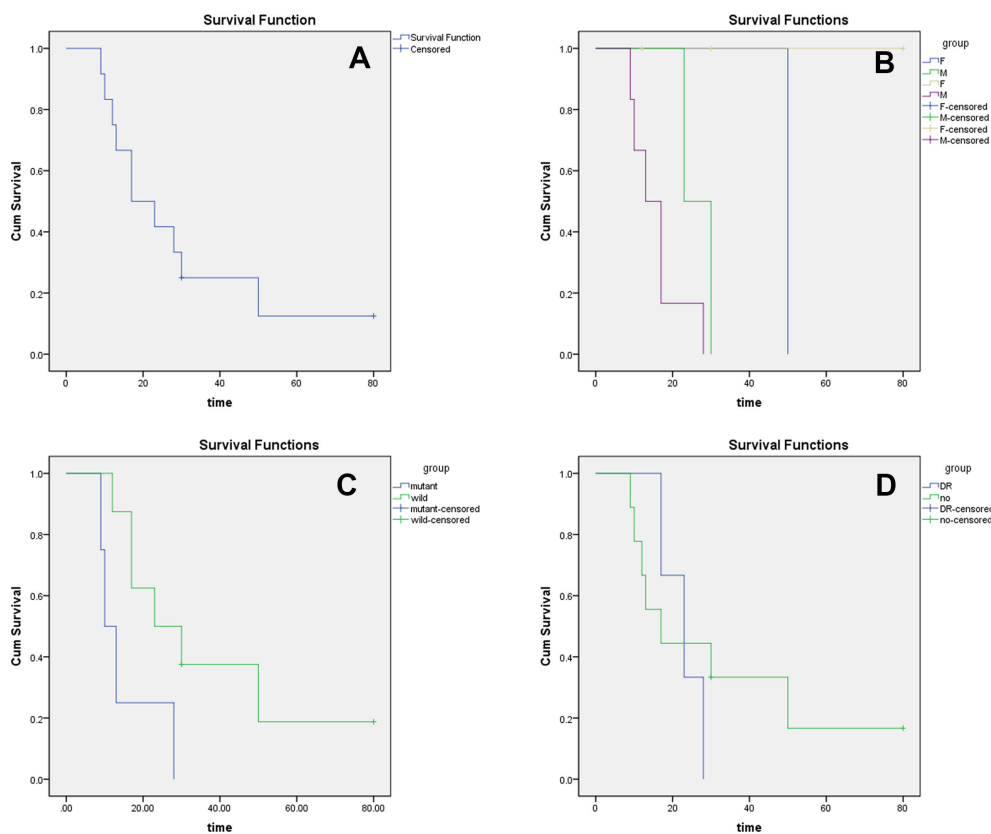 Survival Function
A
Survival Function
Censored
1.0
0.8
0.6
0.4
0.2
0.0
Cum Survival
0
20
40
60
80
time
Survival Functions
B
group
F
M
F
M
F-censored
M-censored
F-censored
M-censored
1.0
0.8
0.6
0.4
0.2
0.0
Cum Survival
0
20
40
60
80
time
Survival Functions
C
group
mutant
wild
mutant-censored
wild-censored
1.0
0.8
0.6
0.4
0.2
0.0
Cum Survival
.00
20.00
40.00
60.00
80.00
time
Survival Functions
D
group
DR
no
DR-censored
no-censored
1.0
0.8
0.6
0.4
0.2
0.0
Cum Survival
0
20
40
60
80
time